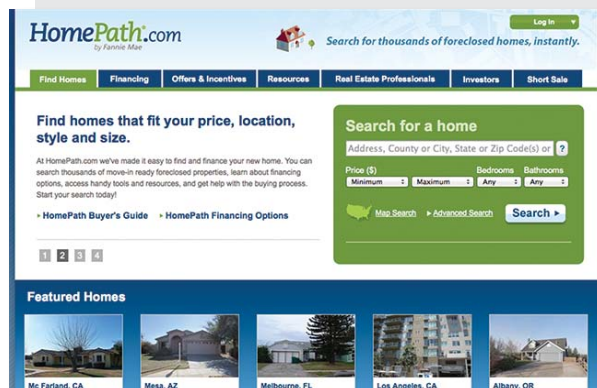 HomePath.com
by Fannie Mae
Log In
Search for thousands of foreclosed homes, instantly.
Find Homes Financing Offers & Incentives Resources Real Estate Professionals Investors Short Sale
Find homes that fit your price, location,
style and size.
At HomePath.com we've made it easy to find and finance your new home. You can
search thousands of move-in ready foreclosed properties, learn about financing
options, access handy tools and resources, and get help with the buying process.
Start your search today!
HomePath Buyer's Guide HomePath Financing Options
1 2 3 4
Search for a home
Address, County or City, State or Zip Code(s) or ?
Price ($) Bedrooms Bathrooms
Minimum Maximum Any Any
Map Search Advanced Search Search
Featured Homes
Mc Farland, CA Mesa, AZ Melbourne, FL Los Angeles, CA Albany, OR